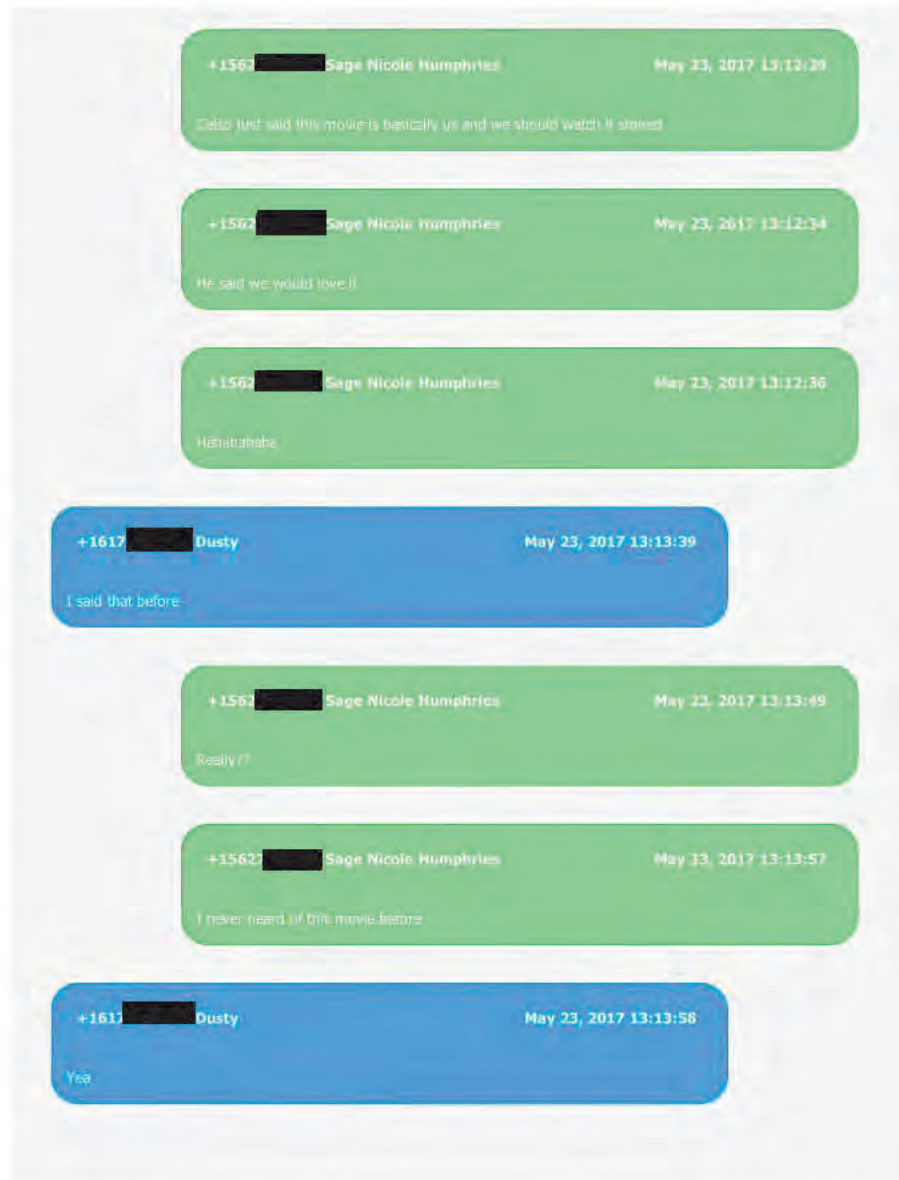 +1562 Sage Nicole Humphries May 23, 2017 13:12:29
just said this movie is basically us and we should watch it stoned
+1562 Sage Nicole Humphries May 23, 2017 13:12:34
He said we would love it
+1562 Sage Nicole Humphries May 23, 2017 13:12:36
Hahahahaha
+1617 Dusty May 23, 2017 13:13:39
I said that before
+1562 Sage Nicole Humphries May 23, 2017 13:13:49
Really??
+1562 Sage Nicole Humphries May 23, 2017 13:13:57
I never heard of this movie before
+161 Dusty May 23, 2017 13:13:58
Yea